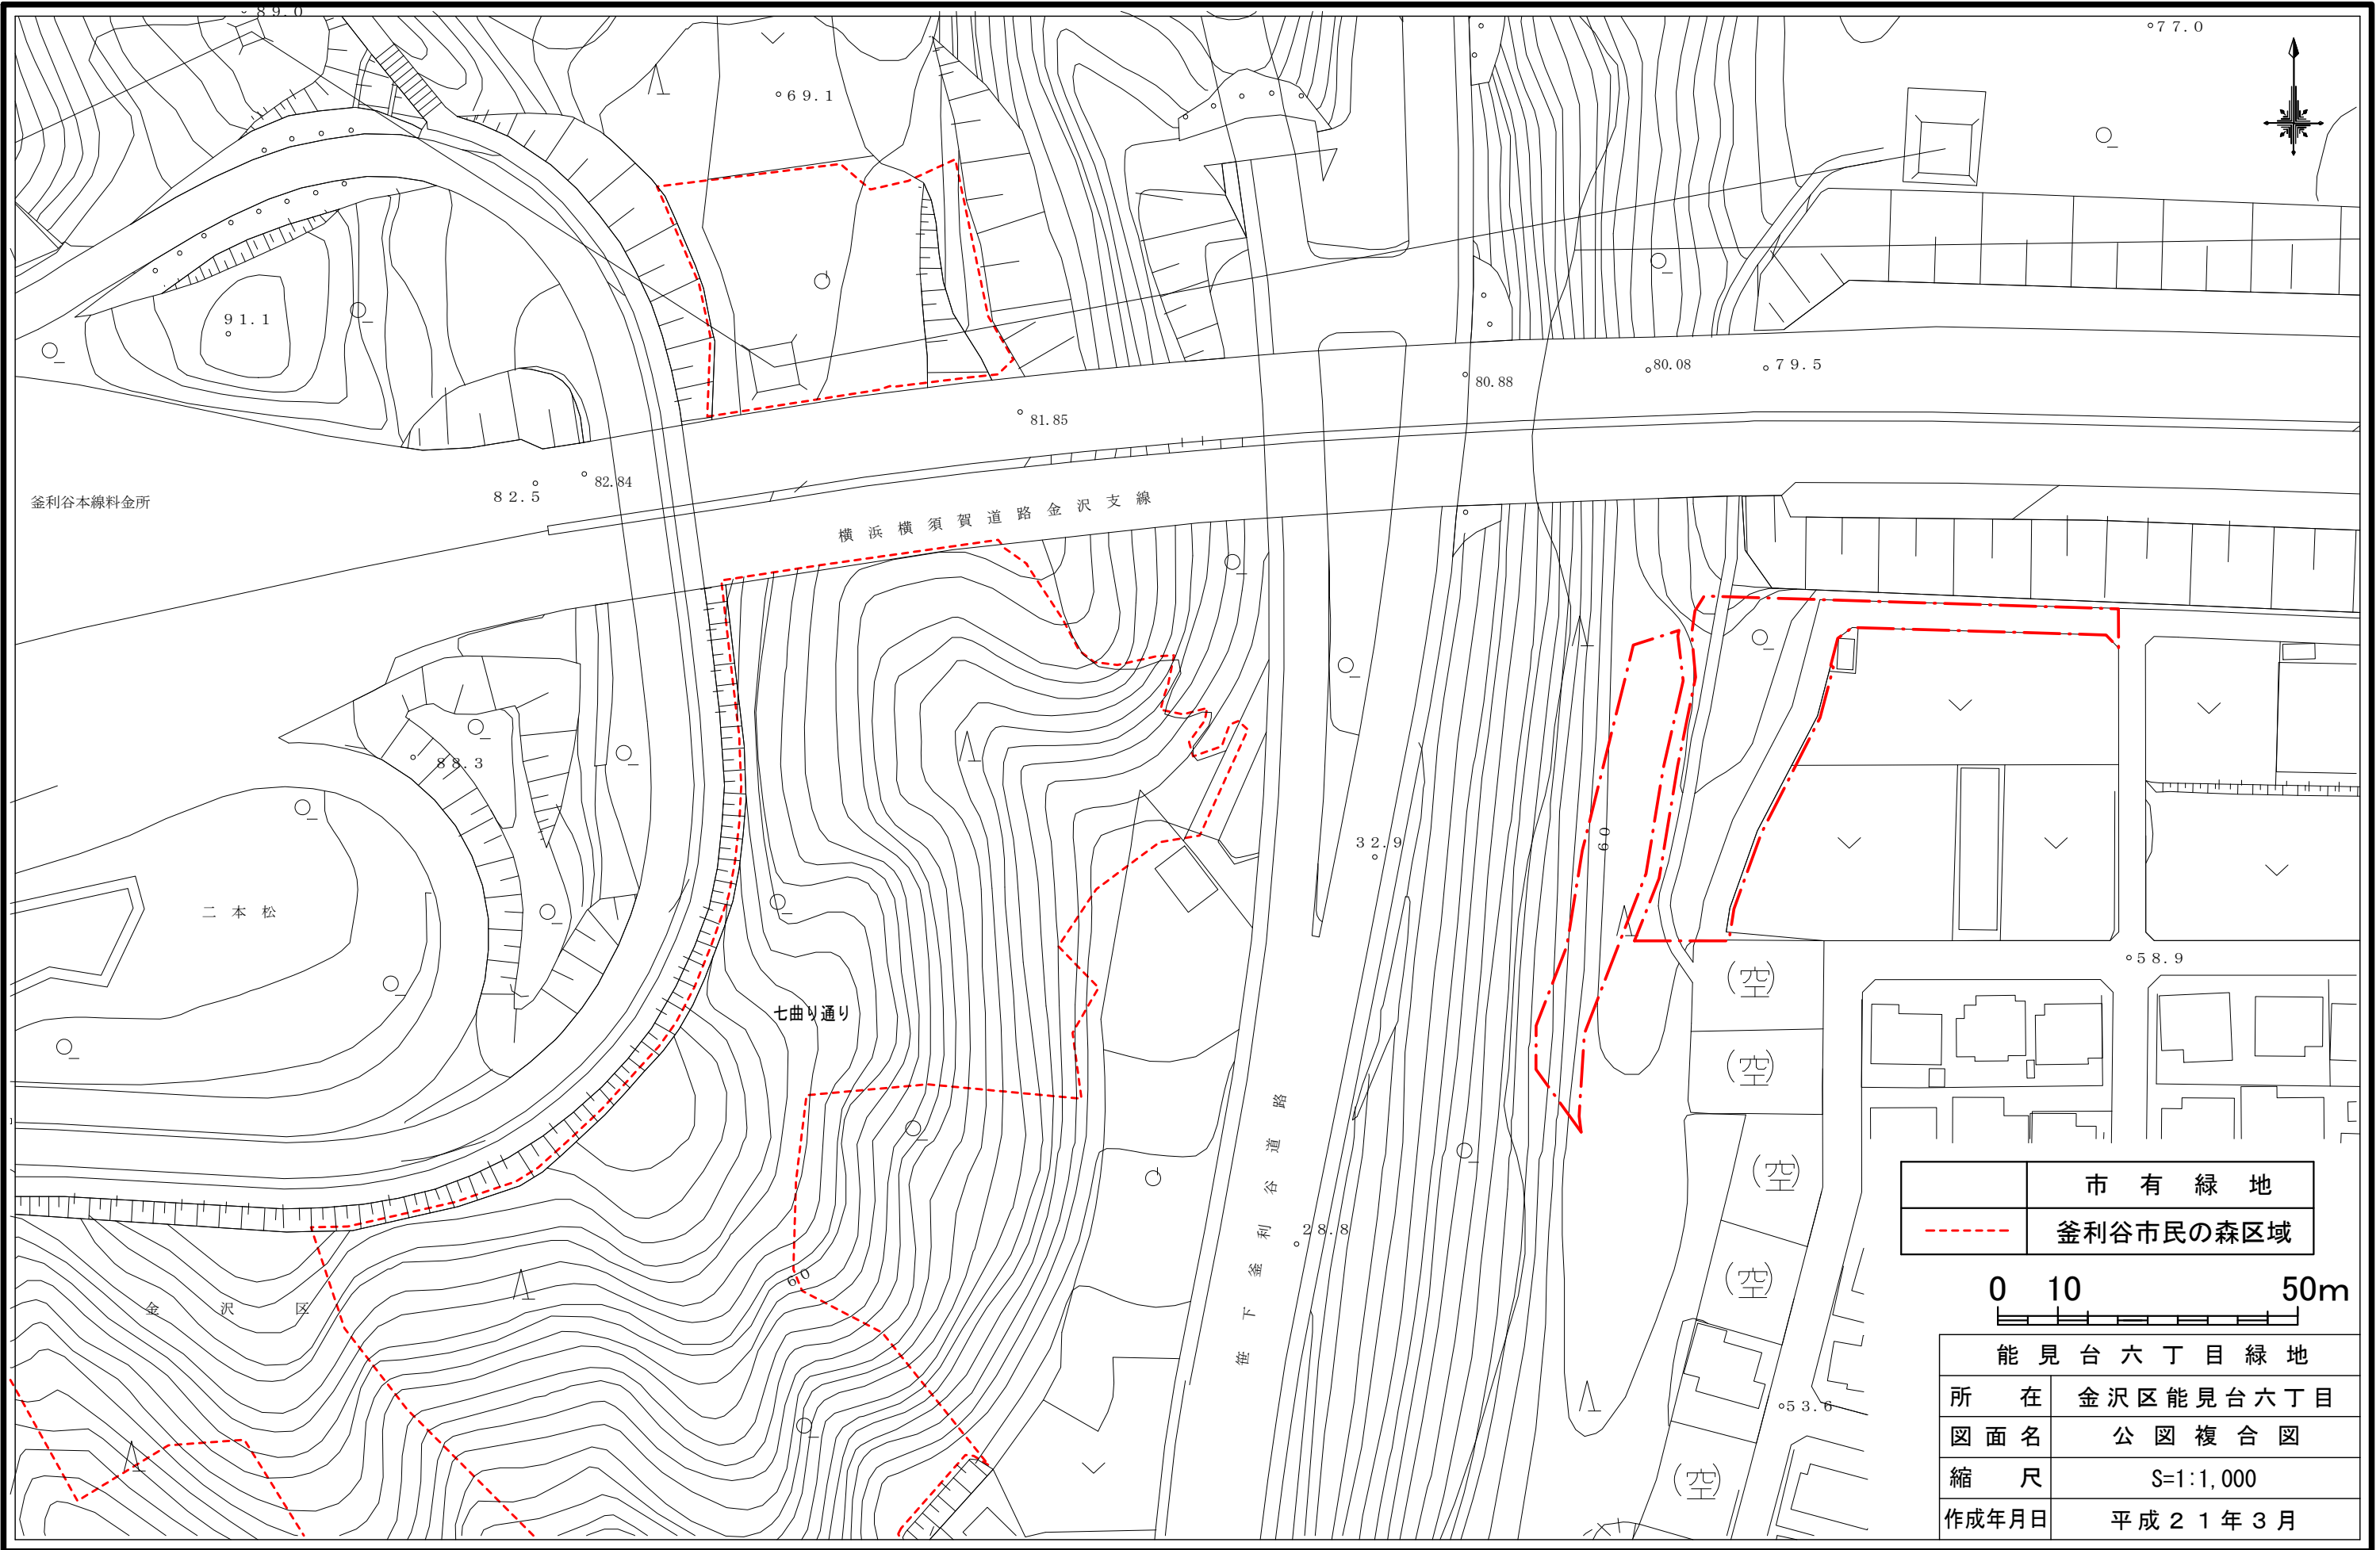 89.0
77.0
69.1
91.1
80.08
79.5
80.88
81.85
82.84
82.5
釜利谷本線料金所
横浜横須賀道路金沢支線
88.3
32.9
60
二本松
58.9
(空)
七曲り通り
(空)
笹下釜利谷道路
(空)
28.8
(空)
60
金沢区
53.6
(空)
市有緑地
釜利谷市民の森区域
0 10 50m
能見台六丁目緑地
所在 金沢区能見台六丁目
図面名 公図複合図
縮尺 S=1:1,000
作成年月日 平成21年3月